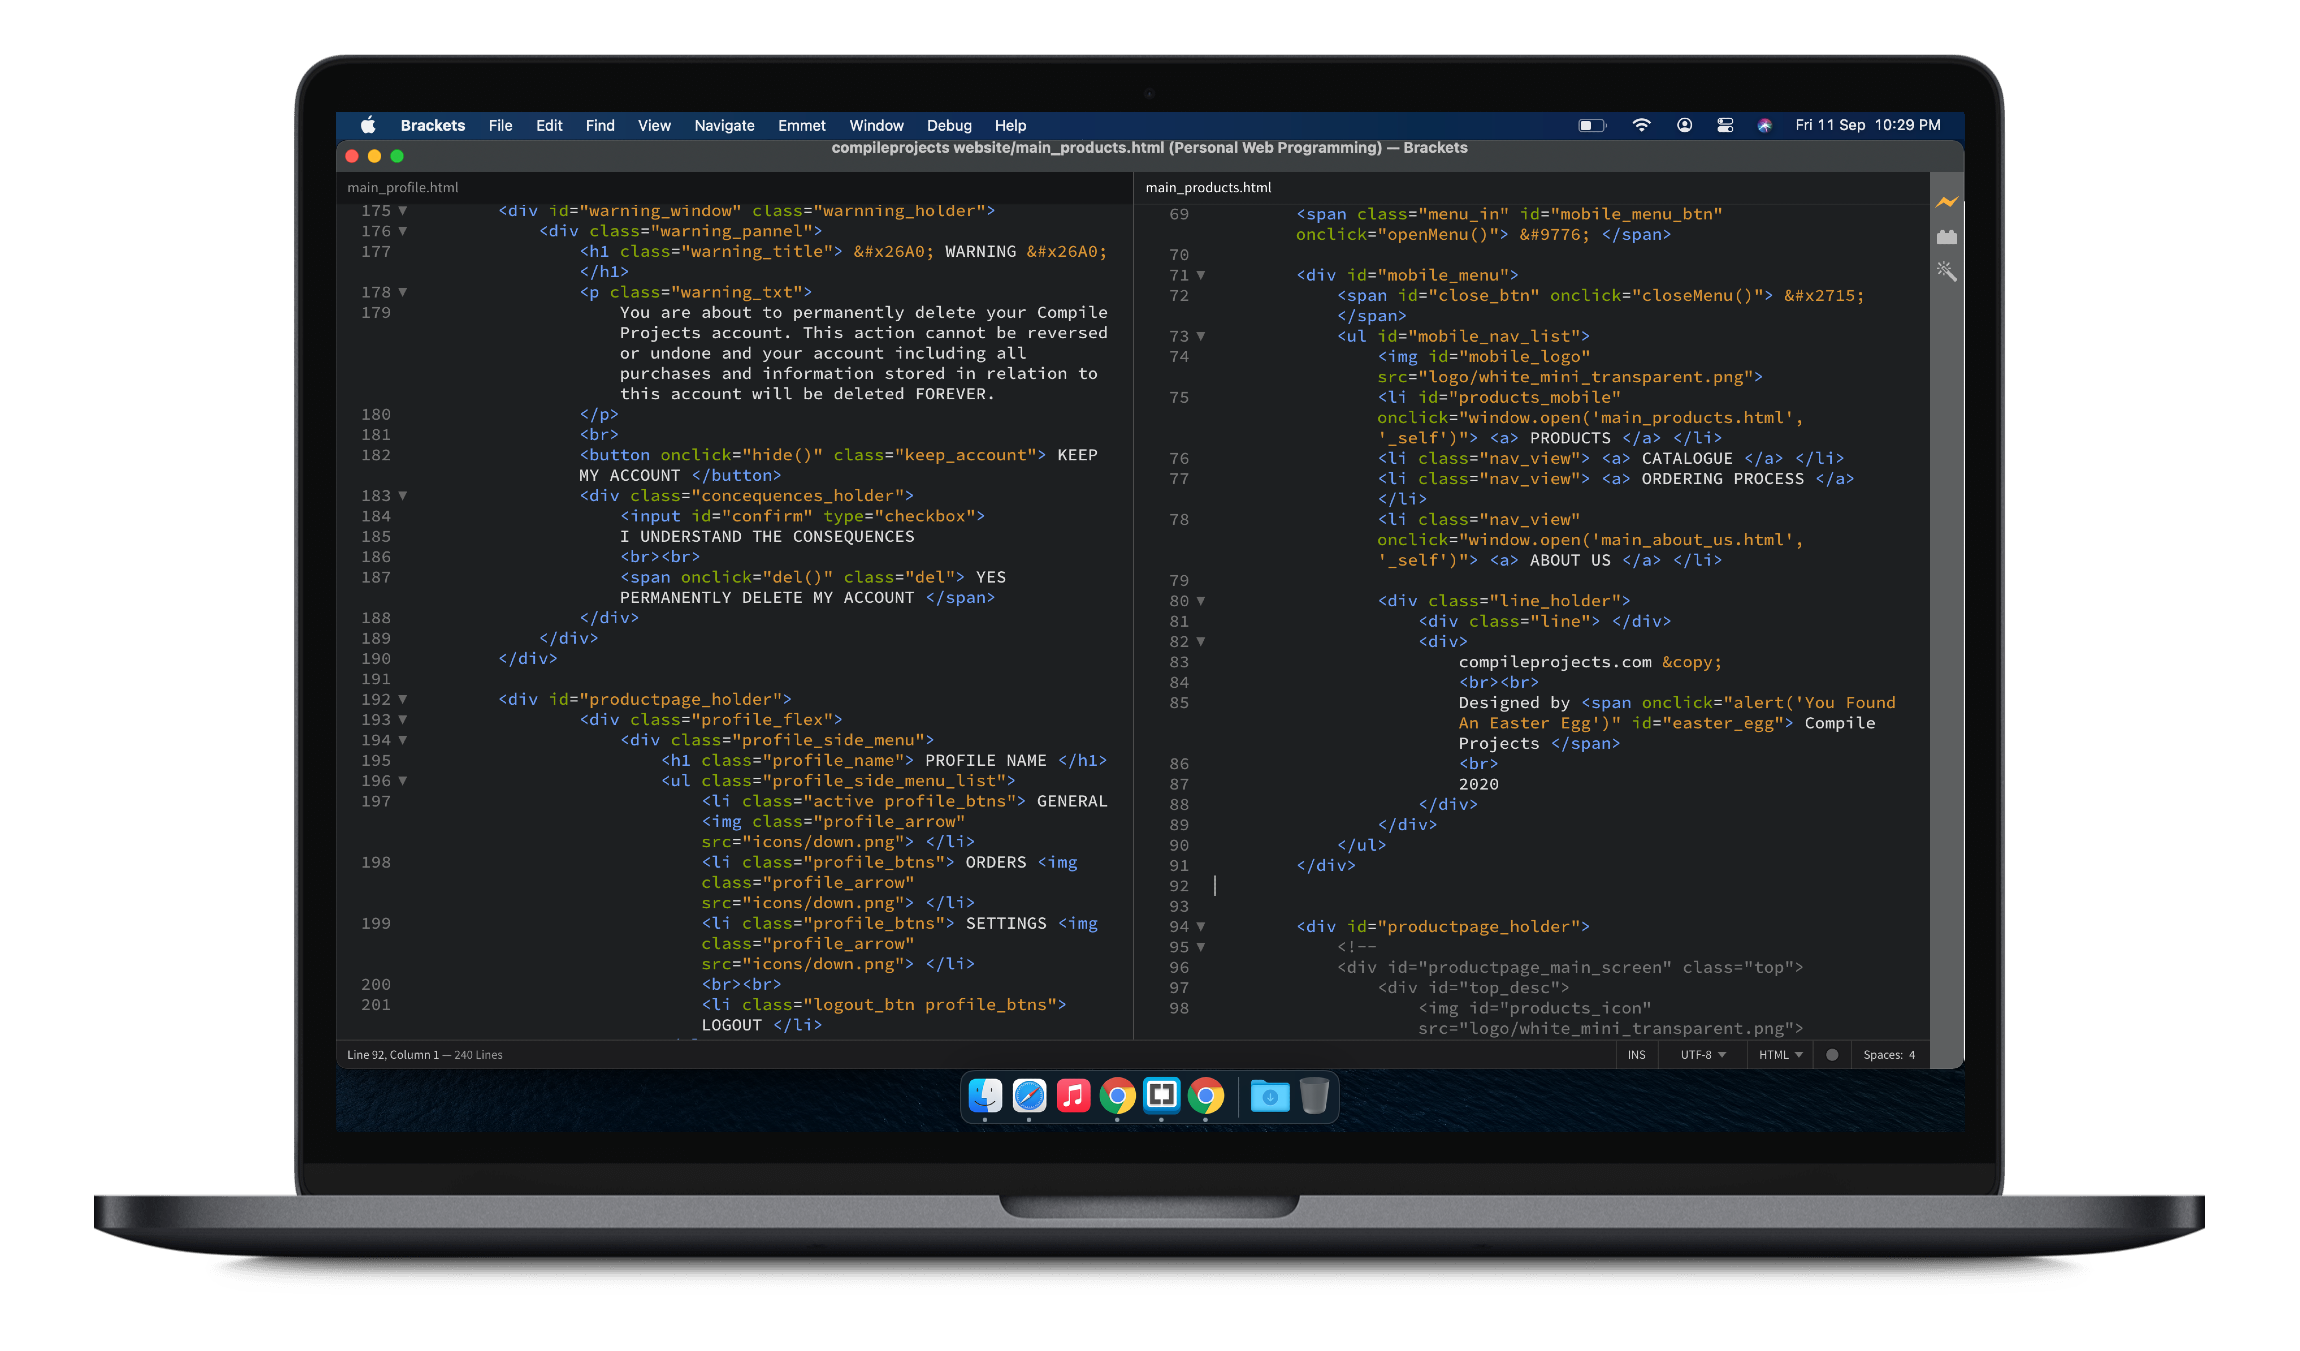 Brackets File Edit Find View Navigate Emmet Window Debug Help Fri 11 Sep 10:29 PM
compileprojects website/main_products.html (Personal Web Programming) — Brackets
main_profile.html
175 <div id="warning_window" class="warnning_holder">
176 <div class="warning_pannel">
177 <h1 class="warning_title"> &#x26A0; WARNING &#x26A0;
</h1>
178 <p class="warning_txt">
179 You are about to permanently delete your Compile
Projects account. This action cannot be reversed
or undone and your account including all
purchases and information stored in relation to
this account will be deleted FOREVER.
180 </p>
181 <br>
182 <button onclick="hide()" class="keep_account"> KEEP
MY ACCOUNT </button>
183 <div class="concequences_holder">
184 <input id="confirm" type="checkbox">
185 I UNDERSTAND THE CONSEQUENCES
186 <br><br>
187 <span onclick="del()" class="del"> YES
PERMANENTLY DELETE MY ACCOUNT </span>
188 </div>
189 </div>
190 </div>
191
192 <div id="productpage_holder">
193 <div class="profile_flex">
194 <div class="profile_side_menu">
195 <h1 class="profile_name"> PROFILE NAME </h1>
196 <ul class="profile_side_menu_list">
197 <li class="active profile_btns"> GENERAL
<img class="profile_arrow"
src="icons/down.png"> </li>
198 <li class="profile_btns"> ORDERS <img
class="profile_arrow"
src="icons/down.png"> </li>
199 <li class="profile_btns"> SETTINGS <img
class="profile_arrow"
src="icons/down.png"> </li>
200 <br><br>
201 <li class="logout_btn profile_btns">
LOGOUT </li>
main_products.html
69 <span class="menu_in" id="mobile_menu_btn"
onclick="openMenu()"> &#9776; </span>
70
71 <div id="mobile_menu">
72 <span id="close_btn" onclick="closeMenu()"> &#x2715;
</span>
73 <ul id="mobile_nav_list">
74 <img id="mobile_logo"
src="logo/white_mini_transparent.png">
75 <li id="products_mobile"
onclick="window.open('main_products.html',
'_self')"> <a> PRODUCTS </a> </li>
76 <li class="nav_view"> <a> CATALOGUE </a> </li>
77 <li class="nav_view"> <a> ORDERING PROCESS </a>
</li>
78 <li class="nav_view"
onclick="window.open('main_about_us.html',
'_self')"> <a> ABOUT US </a> </li>
79
80 <div class="line_holder">
81 <div class="line"> </div>
82 <div>
83 compileprojects.com &copy;
84 <br><br>
85 Designed by <span onclick="alert('You Found
An Easter Egg')" id="easter_egg"> Compile
Projects </span>
86 <br>
87 2020
88 </div>
89 </div>
90 </ul>
91 </div>
92
93
94 <div id="productpage_holder">
95 <!--
96 <div id="productpage_main_screen" class="top">
97 <div id="top_desc">
98 <img id="products_icon"
src="logo/white_mini_transparent.png">
Line 92, Column 1 — 240 Lines INS UTF-8 HTML Spaces: 4